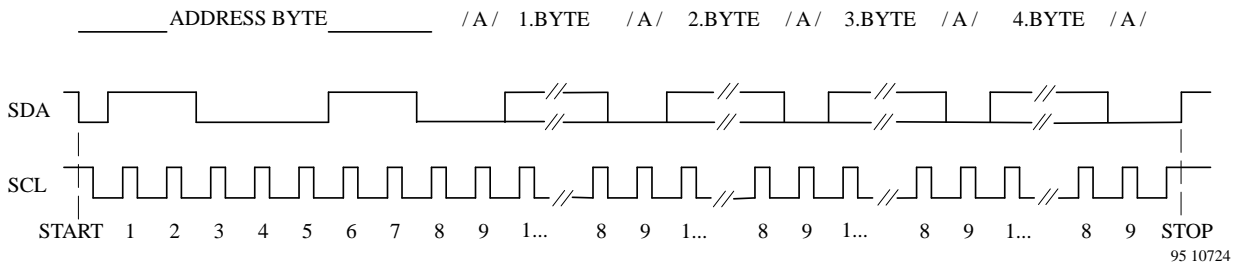 ADDRESS BYTE / A / 1.BYTE / A / 2.BYTE / A / 3.BYTE / A / 4.BYTE / A /
SDA
SCL
START 1 2 3 4 5 6 7 8 9 1... 8 9 1... 8 9 1... 8 9 1... 8 9 STOP
95 10724